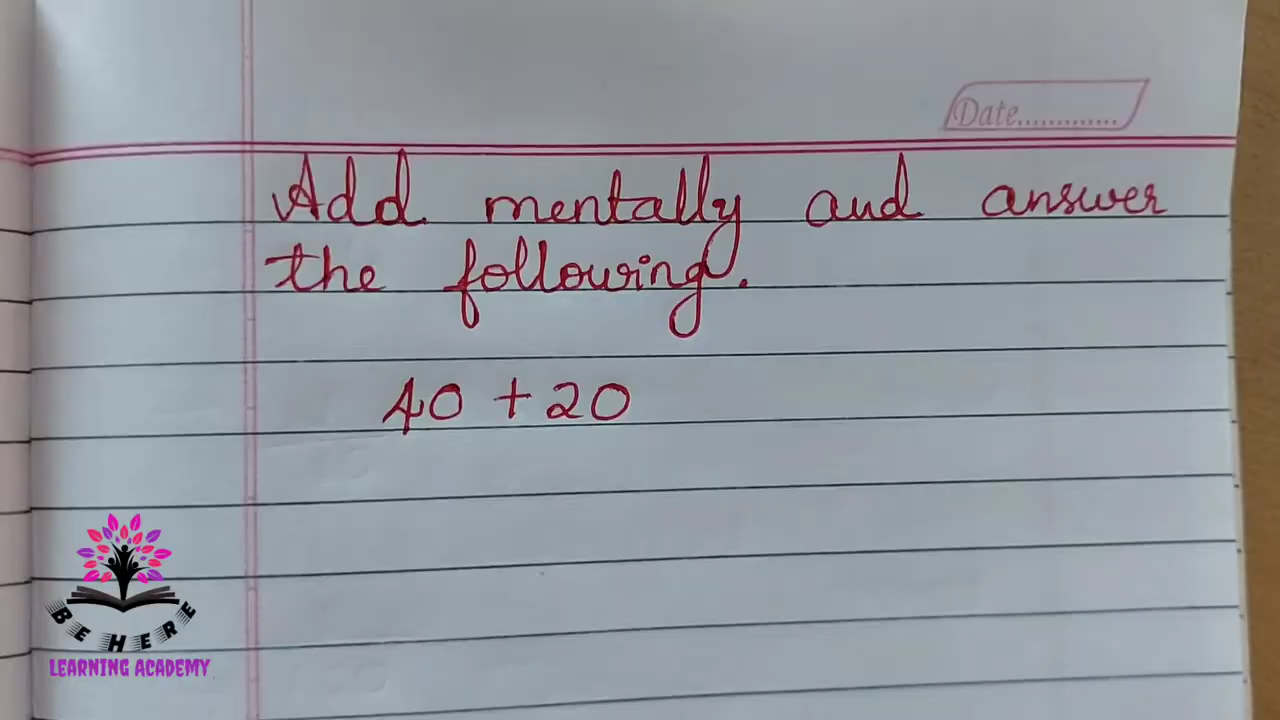 Date.............
Add mentally and answer
the following.
40 + 20
BE HERE
LEARNING ACADEMY